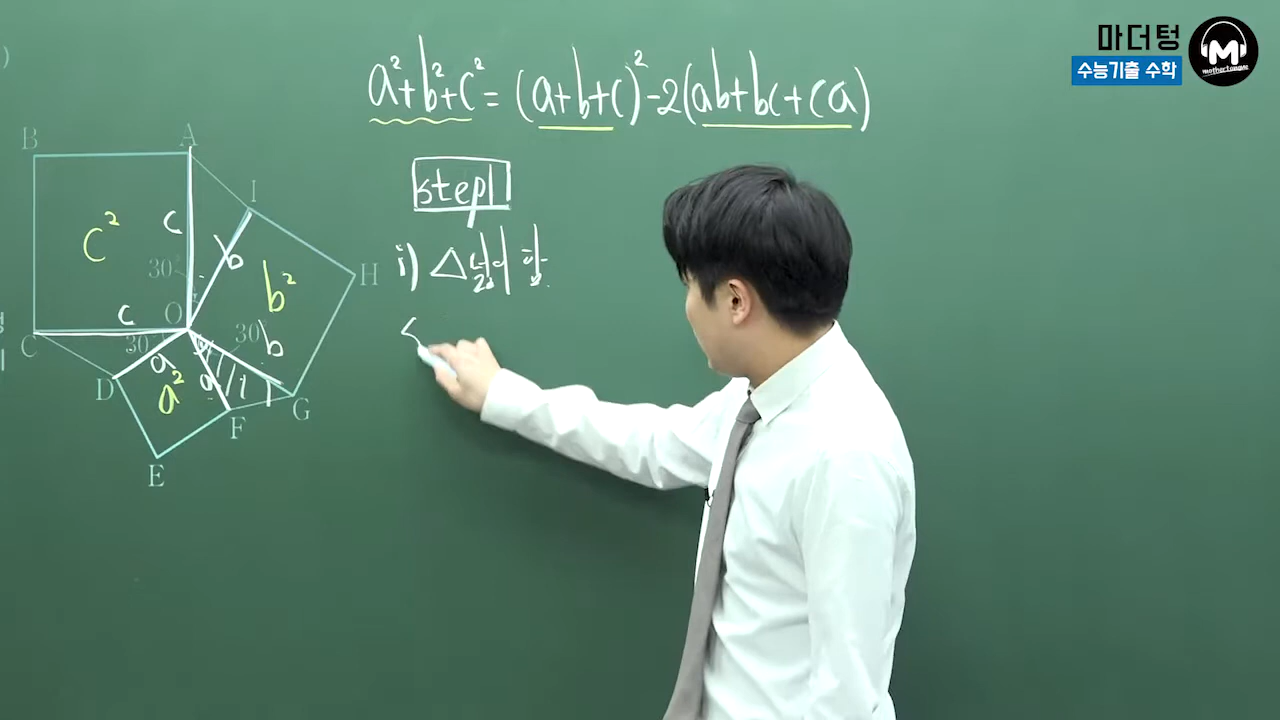 마더텅
수능기출 수학
M
mothertongue
a²+b²+c² = (a+b+c)²-2(ab+bc+ca)
step1
i) △넓이 합.
S
B
A
I
C
c²
b
30
b²
H
O
c
30
30
b
C
a
a
D
a²
G
F
E